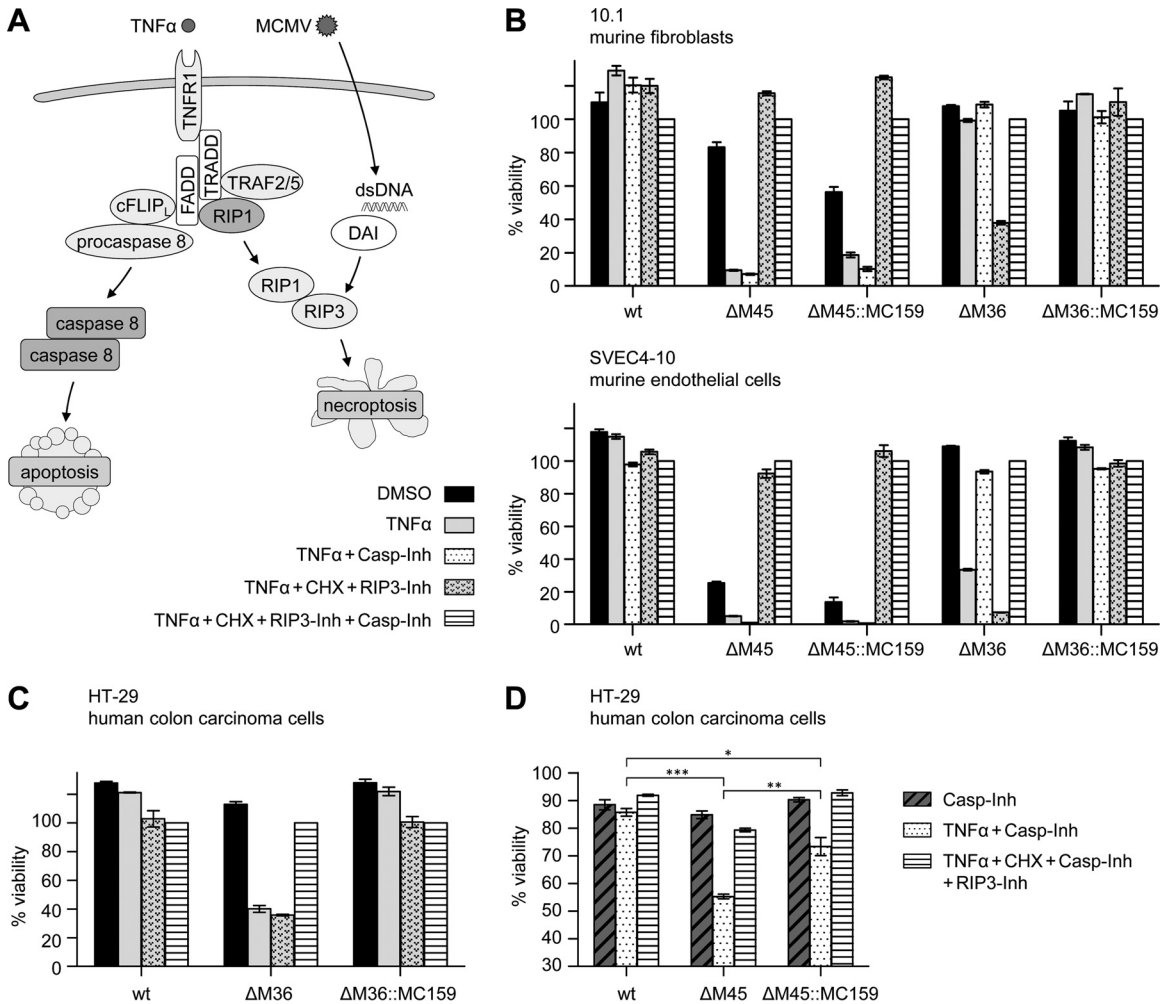 A
TNFα
MCMV
TNFR1
TRADD
FADD
TRAF2/5
cFLIPL
RIP1
procaspase 8
dsDNA
DAI
RIP1
RIP3
caspase 8
caspase 8
necroptosis
apoptosis
DMSO
TNFα
TNFα + Casp-Inh
TNFα + CHX + RIP3-Inh
TNFα + CHX + RIP3-Inh + Casp-Inh
B
10.1
murine fibroblasts
% viability
100
80
60
40
20
0
wt ΔM45 ΔM45::MC159 ΔM36 ΔM36::MC159
SVEC4-10
murine endothelial cells
% viability
100
80
60
40
20
0
wt ΔM45 ΔM45::MC159 ΔM36 ΔM36::MC159
C
HT-29
human colon carcinoma cells
% viability
100
80
60
40
20
0
wt ΔM36 ΔM36::MC159
D
HT-29
human colon carcinoma cells
*
*** **
% viability
100
90
80
70
60
50
40
30
wt ΔM45 ΔM45::MC159
Casp-Inh
TNFα + Casp-Inh
TNFα + CHX + Casp-Inh
+ RIP3-Inh